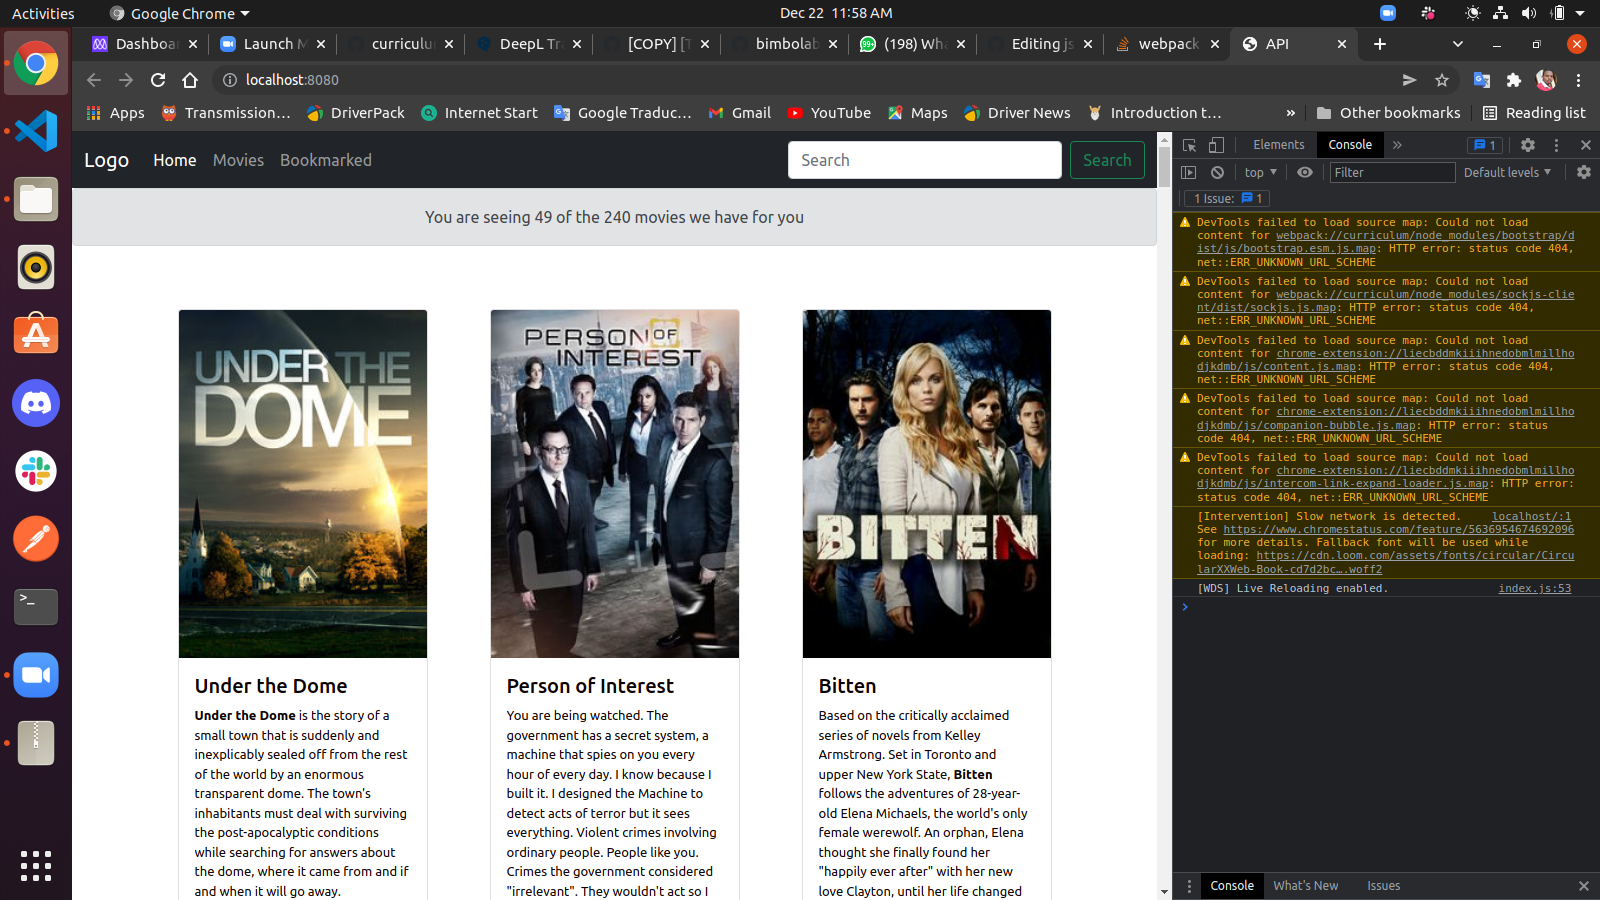 Activities
Google Chrome
Dec 22 11:58 AM
Dashboar
Launch M
curriculu
DeepL Tra
[COPY] [T
bimbolab
(198) Wha
Editing js
webpack
API
localhost:8080
Apps
Transmission…
DriverPack
Internet Start
Google Traduc…
Gmail
YouTube
Maps
Driver News
Introduction t…
»
Other bookmarks
Reading list
Logo
Home
Movies
Bookmarked
Search
Search
You are seeing 49 of the 240 movies we have for you
UNDER THE
DOME
PERSON OF
INTEREST
BITTEN
Under the Dome
Under the Dome is the story of a
small town that is suddenly and
inexplicably sealed off from the rest
of the world by an enormous
transparent dome. The town's
inhabitants must deal with surviving
the post-apocalyptic conditions
while searching for answers about
the dome, where it came from and if
and when it will go away.
Person of Interest
You are being watched. The
government has a secret system, a
machine that spies on you every
hour of every day. I know because I
built it. I designed the Machine to
detect acts of terror but it sees
everything. Violent crimes involving
ordinary people. People like you.
Crimes the government considered
"irrelevant". They wouldn't act so I
Bitten
Based on the critically acclaimed
series of novels from Kelley
Armstrong. Set in Toronto and
upper New York State, Bitten
follows the adventures of 28-year-
old Elena Michaels, the world's only
female werewolf. An orphan, Elena
thought she finally found her
"happily ever after" with her new
love Clayton, until her life changed
Elements
Console
»
1
top
Filter
Default levels
1 Issue: 1
DevTools failed to load source map: Could not load
content for webpack://curriculum/node_modules/bootstrap/d
ist/js/bootstrap.esm.js.map: HTTP error: status code 404,
net::ERR_UNKNOWN_URL_SCHEME
DevTools failed to load source map: Could not load
content for webpack://curriculum/node_modules/sockjs-clie
nt/dist/sockjs.js.map: HTTP error: status code 404,
net::ERR_UNKNOWN_URL_SCHEME
DevTools failed to load source map: Could not load
content for chrome-extension://liecbddmkiiihnedobmlmillho
djkdmb/js/content.js.map: HTTP error: status code 404,
net::ERR_UNKNOWN_URL_SCHEME
DevTools failed to load source map: Could not load
content for chrome-extension://liecbddmkiiihnedobmlmillho
djkdmb/js/companion-bubble.js.map: HTTP error: status
code 404, net::ERR_UNKNOWN_URL_SCHEME
DevTools failed to load source map: Could not load
content for chrome-extension://liecbddmkiiihnedobmlmillho
djkdmb/js/intercom-link-expand-loader.js.map: HTTP error:
status code 404, net::ERR_UNKNOWN_URL_SCHEME
[Intervention] Slow network is detected. localhost/:1
See https://www.chromestatus.com/feature/5636954674692096
for more details. Fallback font will be used while
loading: https://cdn.loom.com/assets/fonts/circular/Circu
larXXWeb-Book-cd7d2bc….woff2
[WDS] Live Reloading enabled. index.js:53
Console
What's New
Issues